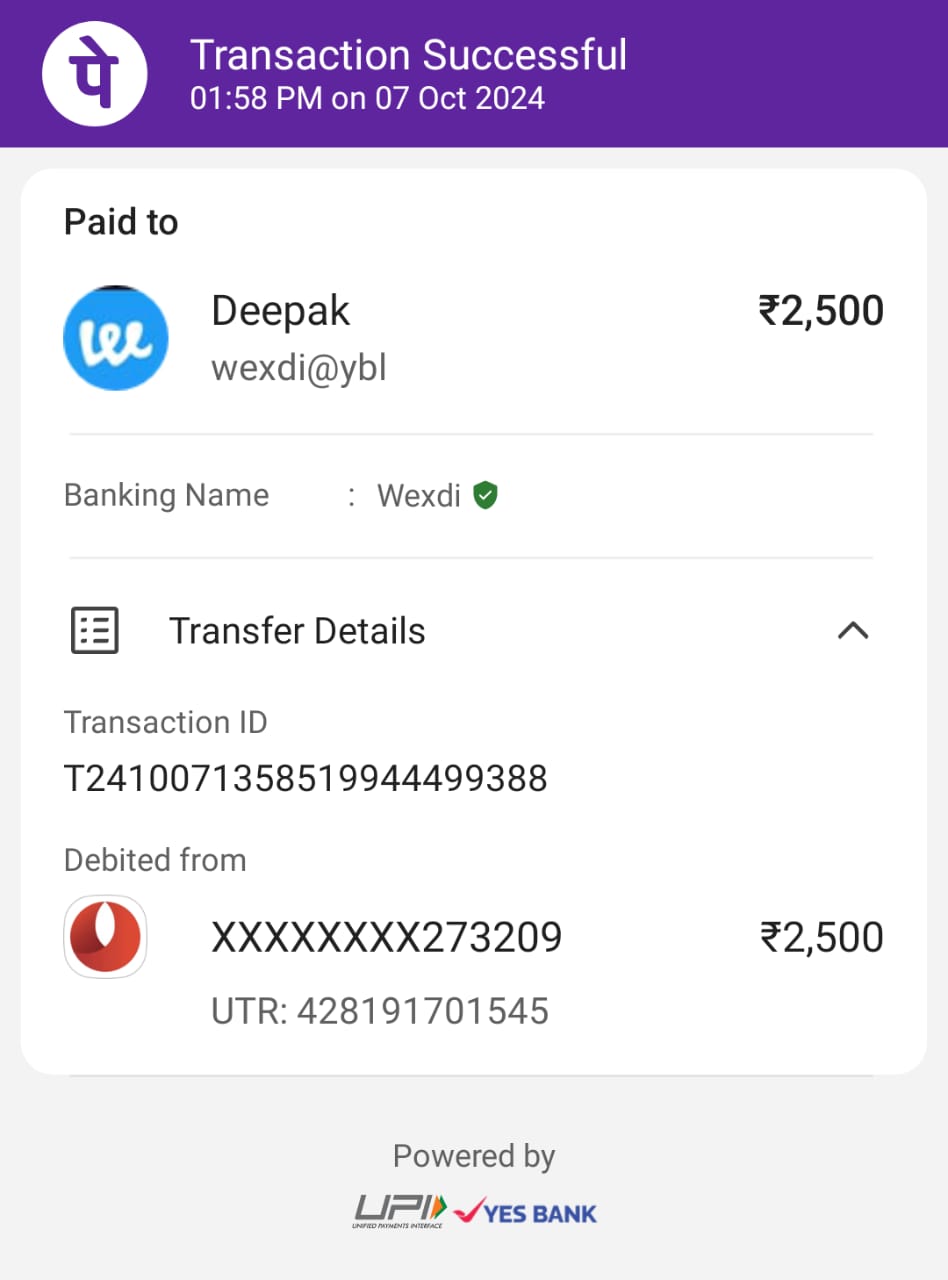 पे
Transaction Successful
01:58 PM on 07 Oct 2024
Paid to
we
Deepak
₹2,500
wexdi@ybl
Banking Name : Wexdi
Transfer Details
Transaction ID
T2410071358519944499388
Debited from
XXXXXXXX273209
₹2,500
UTR: 428191701545
Powered by
UPI
UNIFIED PAYMENTS INTERFACE
YES BANK